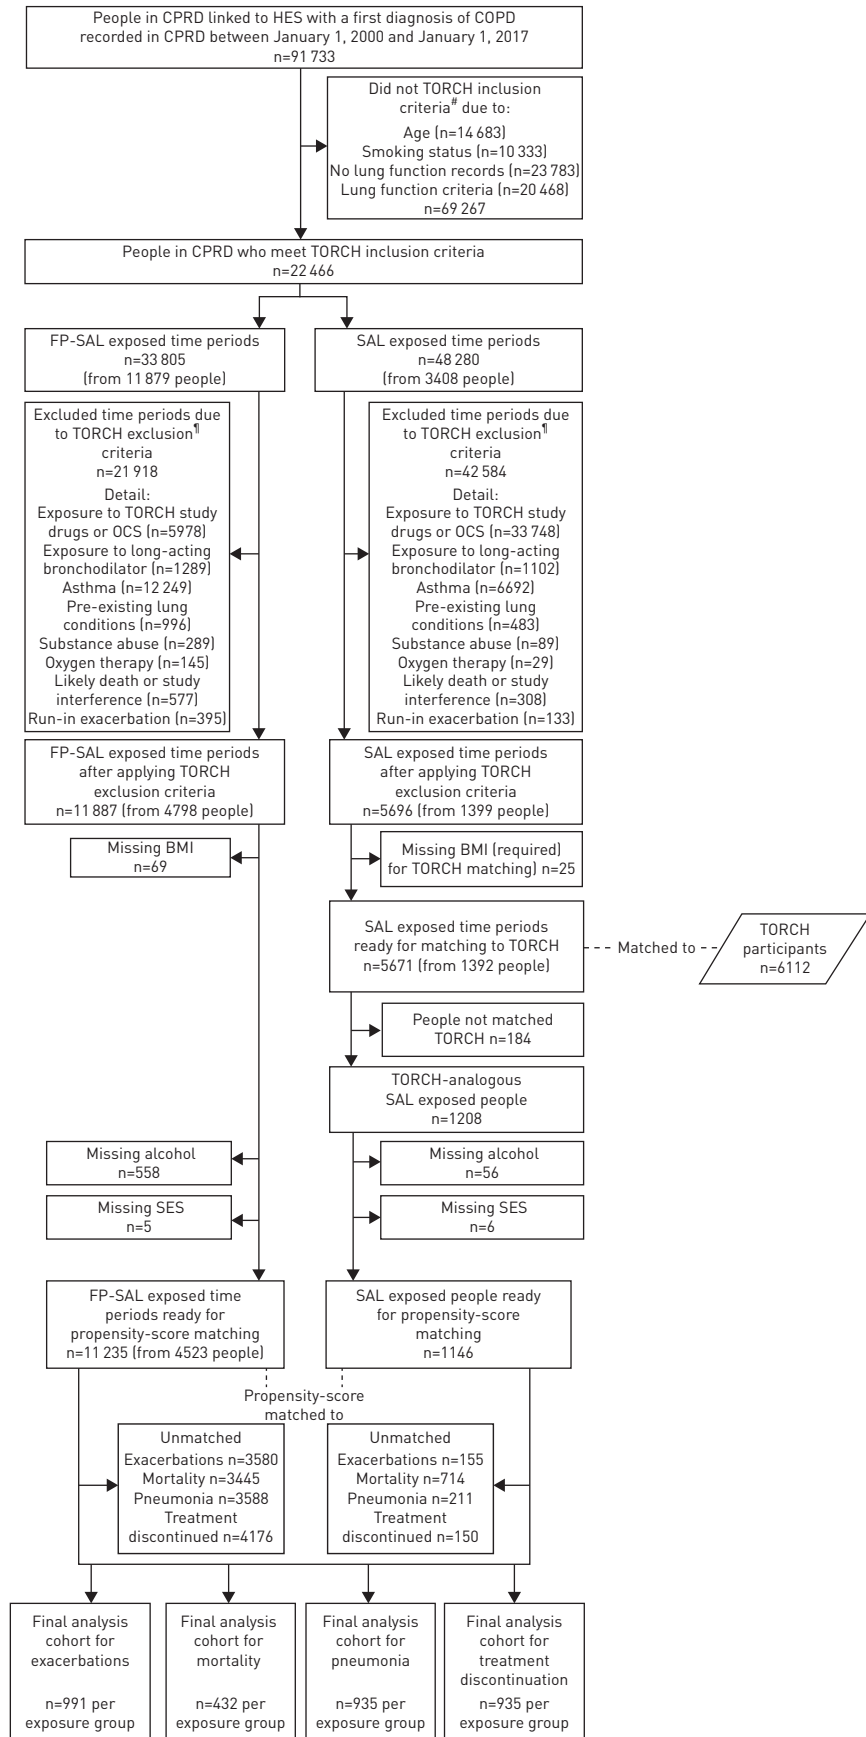 People in CPRD linked to HES with a first diagnosis of COPD
recorded in CPRD between January 1, 2000 and January 1, 2017
n=91 733
Did not TORCH inclusion
criteria# due to:
Age (n=14 683)
Smoking status (n=10 333)
No lung function records (n=23 783)
Lung function criteria (n=20 468)
n=69 267
People in CPRD who meet TORCH inclusion criteria
n=22 466
FP-SAL exposed time periods
n=33 805
(from 11 879 people)
SAL exposed time periods
n=48 280
(from 3408 people)
Excluded time periods due
to TORCH exclusion¶
criteria
n=21 918
Detail:
Exposure to TORCH study
drugs or OCS (n=5978)
Exposure to long-acting
bronchodilator (n=1289)
Asthma (n=12 249)
Pre-existing lung
conditions (n=996)
Substance abuse (n=289)
Oxygen therapy (n=145)
Likely death or study
interference (n=577)
Run-in exacerbation (n=395)
Excluded time periods due
to TORCH exclusion¶
criteria
n=42 584
Detail:
Exposure to TORCH study
drugs or OCS (n=33 748)
Exposure to long-acting
bronchodilator (n=1102)
Asthma (n=6692)
Pre-existing lung
conditions (n=483)
Substance abuse (n=89)
Oxygen therapy (n=29)
Likely death or study
interference (n=308)
Run-in exacerbation (n=133)
FP-SAL exposed time periods
after applying TORCH
exclusion criteria
n=11 887 (from 4798 people)
SAL exposed time periods
after applying TORCH
exclusion criteria
n=5696 (from 1399 people)
Missing BMI
n=69
Missing BMI (required)
for TORCH matching) n=25
SAL exposed time periods
ready for matching to TORCH
n=5671 (from 1392 people)
Matched to
TORCH
participants
n=6112
People not matched
TORCH n=184
TORCH-analogous
SAL exposed people
n=1208
Missing alcohol
n=558
Missing alcohol
n=56
Missing SES
n=5
Missing SES
n=6
FP-SAL exposed time
periods ready for
propensity-score matching
n=11 235 (from 4523 people)
SAL exposed people ready
for propensity-score
matching
n=1146
Propensity-score
matched to
Unmatched
Exacerbations n=3580
Mortality n=3445
Pneumonia n=3588
Treatment
discontinued n=4176
Unmatched
Exacerbations n=155
Mortality n=714
Pneumonia n=211
Treatment
discontinued n=150
Final analysis
cohort for
exacerbations
n=991 per
exposure group
Final analysis
cohort for
mortality
n=432 per
exposure group
Final analysis
cohort for
pneumonia
n=935 per
exposure group
Final analysis
cohort for
treatment
discontinuation
n=935 per
exposure group